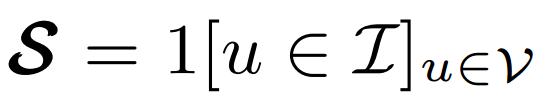 𝓢 = 1[u ∈ ℐ]_{u∈𝒱}